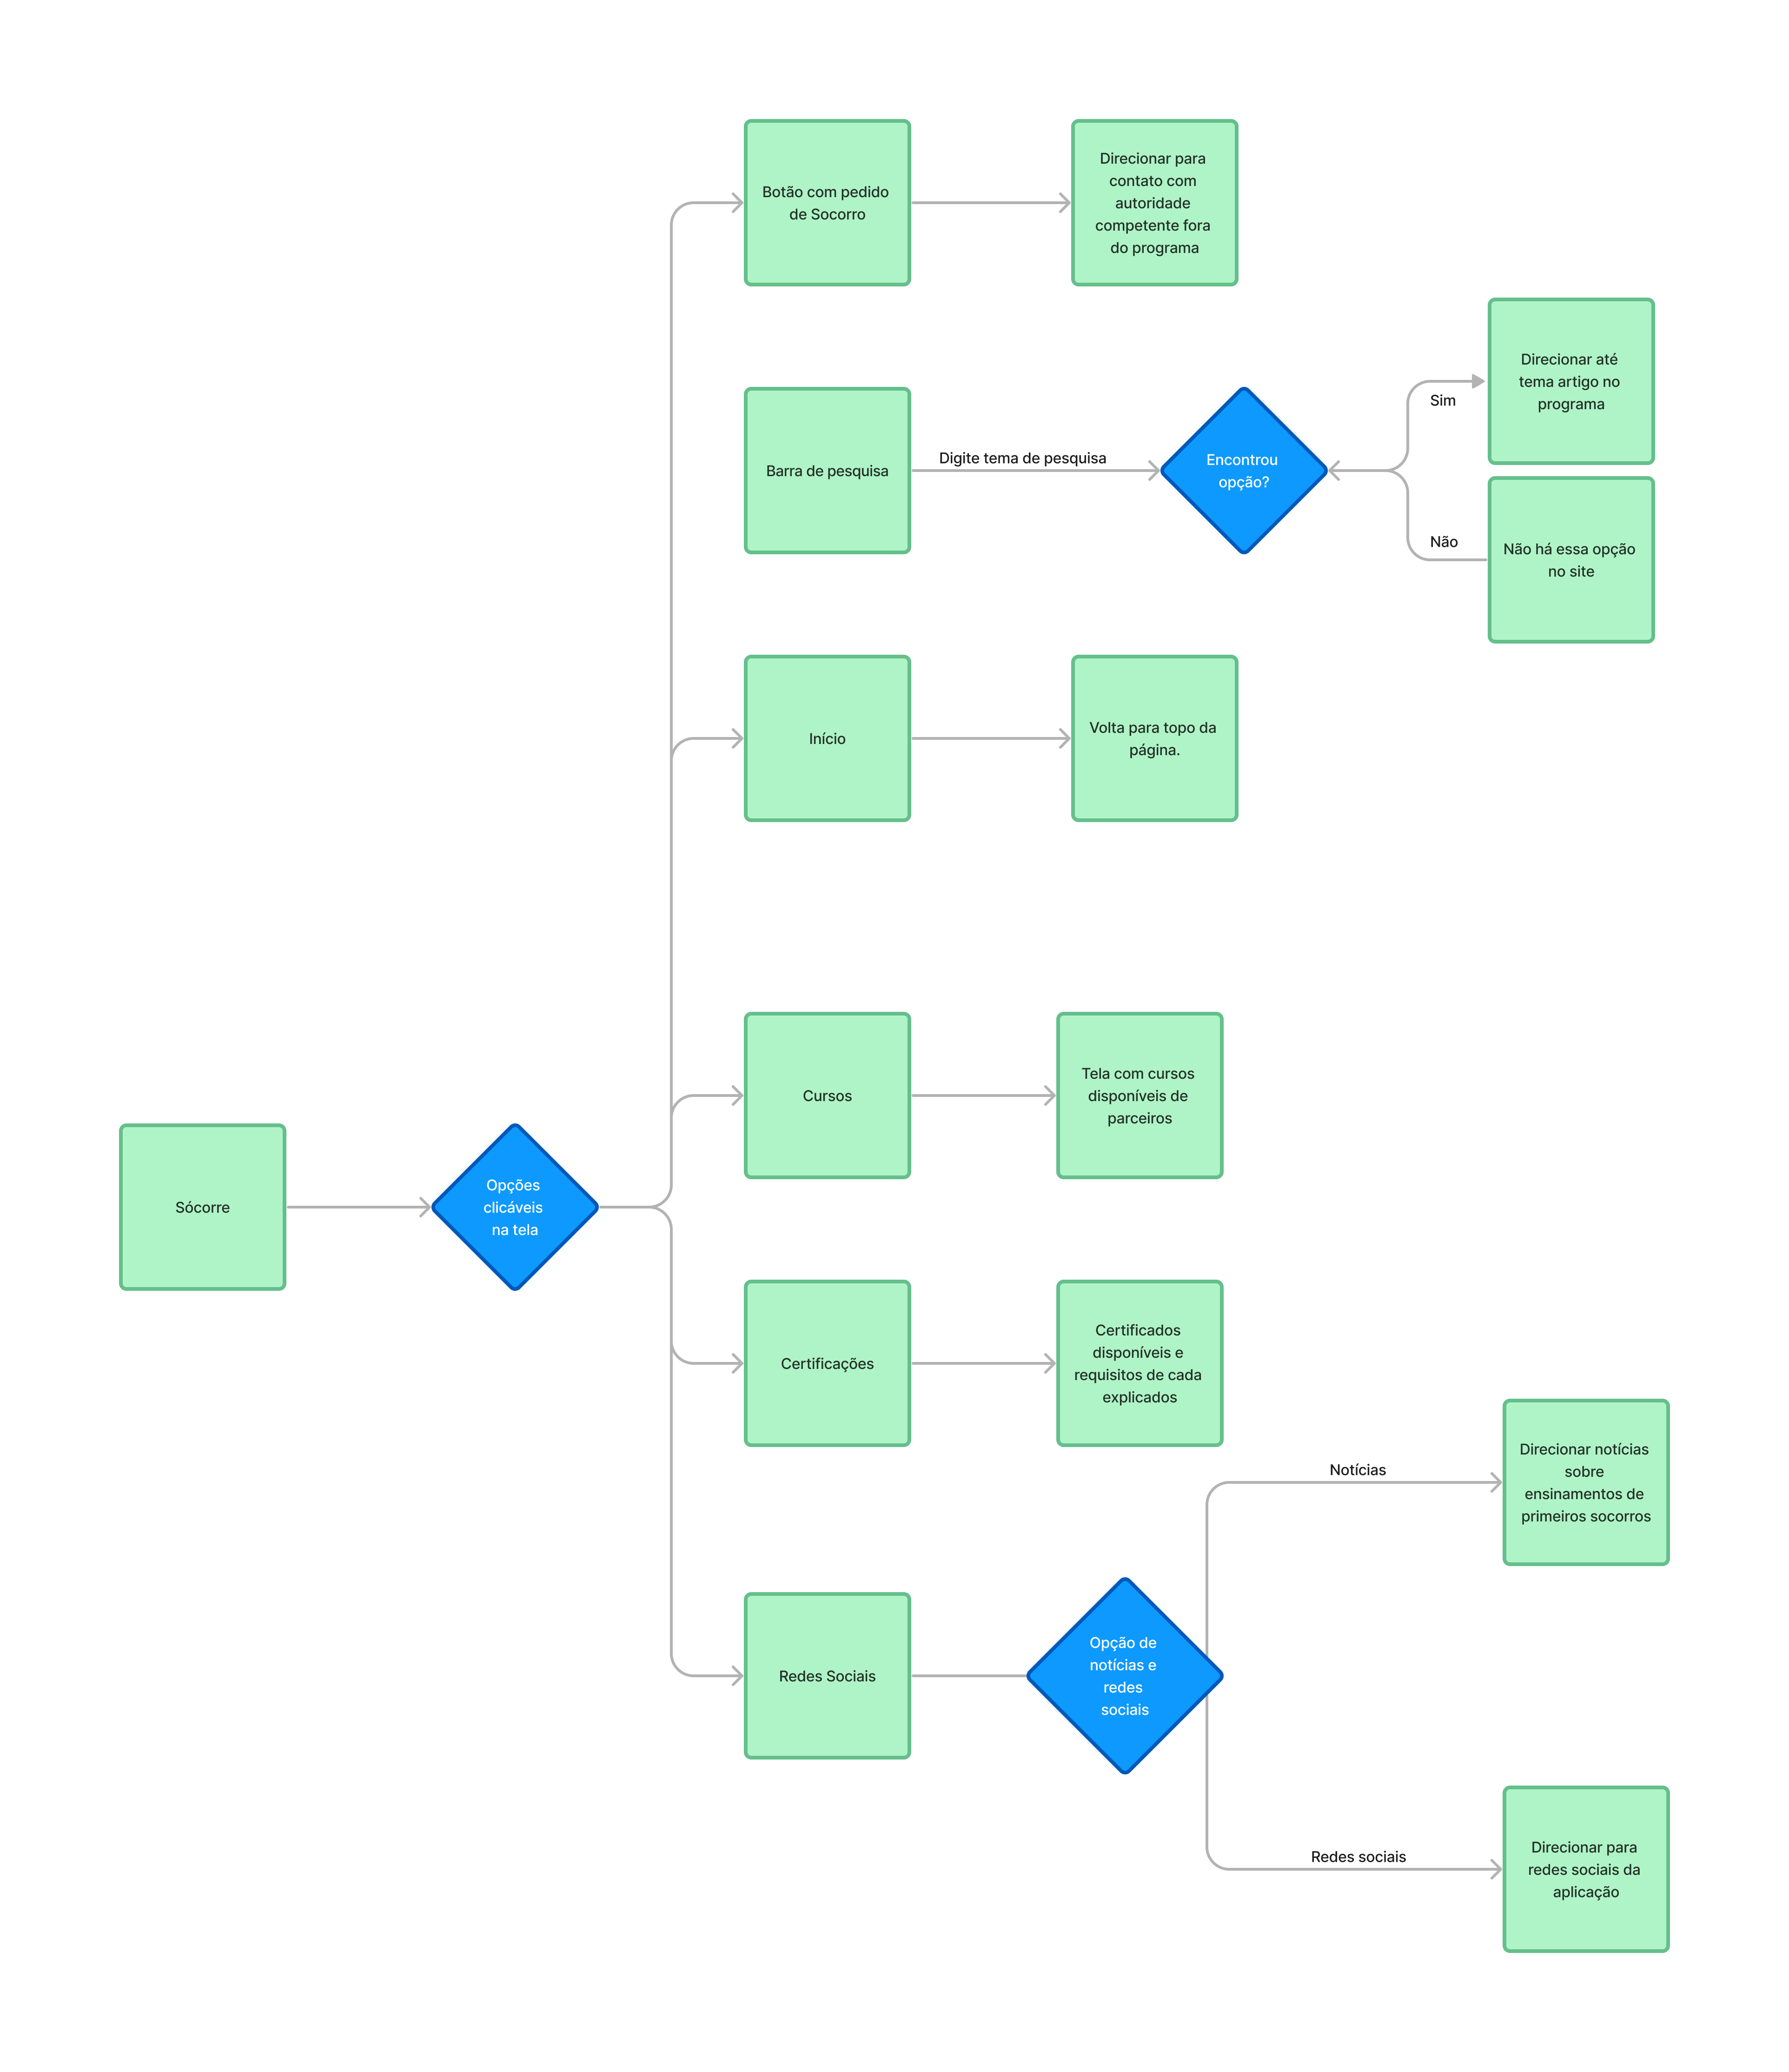 Botão com pedido
de Socorro
Direcionar para
contato com
autoridade
competente fora
do programa
Direcionar até
tema artigo no
programa
Sim
Barra de pesquisa
Digite tema de pesquisa
Encontrou
opção?
Não
Não há essa opção
no site
Início
Volta para topo da
página.
Cursos
Tela com cursos
disponíveis de
parceiros
Sócorre
Opções
clicáveis
na tela
Certificações
Certificados
disponíveis e
requisitos de cada
explicados
Notícias
Direcionar notícias
sobre
ensinamentos de
primeiros socorros
Redes Sociais
Opção de
notícias e
redes
sociais
Redes sociais
Direcionar para
redes sociais da
aplicação